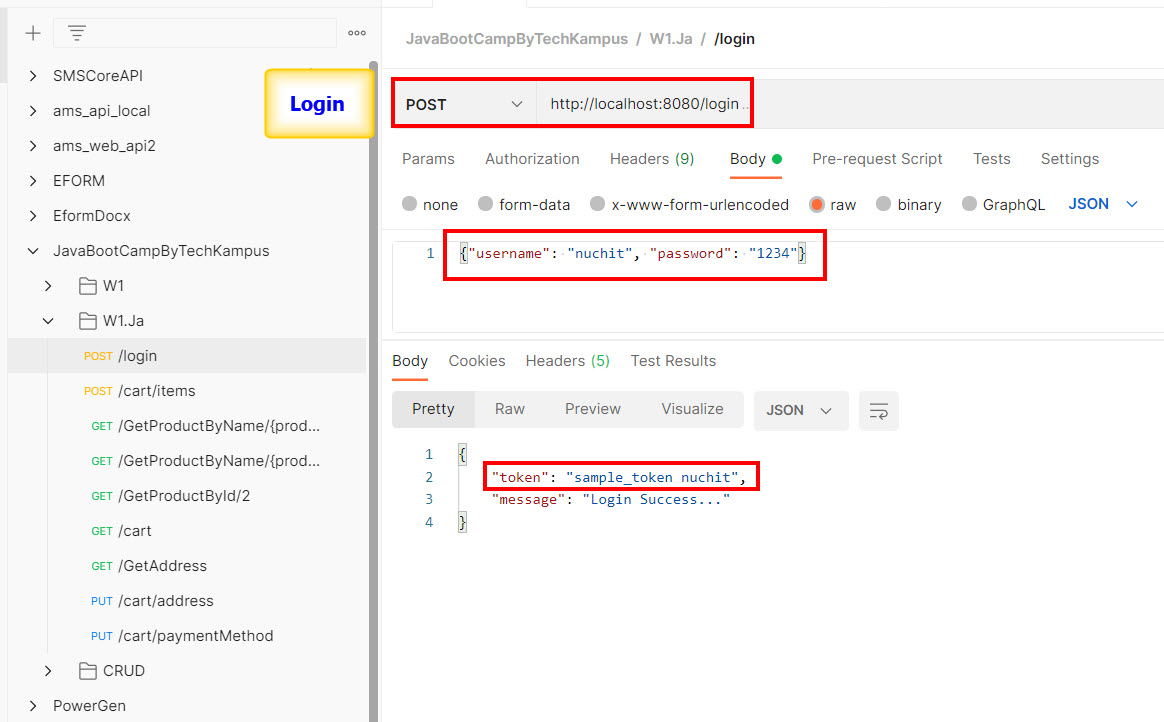 SMSCoreAPI
ams_api_local
ams_web_api2
EFORM
EformDocx
JavaBootCampByTechKampus
W1
W1.Ja
POST /login
POST /cart/items
GET /GetProductByName/{prod...
GET /GetProductByName/{prod...
GET /GetProductById/2
GET /cart
GET /GetAddress
PUT /cart/address
PUT /cart/paymentMethod
CRUD
PowerGen
Login
JavaBootCampByTechKampus / W1.Ja / /login
POST http://localhost:8080/login ...
Params Authorization Headers (9) Body Pre-request Script Tests Settings
none form-data x-www-form-urlencoded raw binary GraphQL JSON
1 {"username": "nuchit", "password": "1234"}
Body Cookies Headers (5) Test Results
Pretty Raw Preview Visualize JSON
1 {
2 "token": "sample_token nuchit",
3 "message": "Login Success..."
4 }